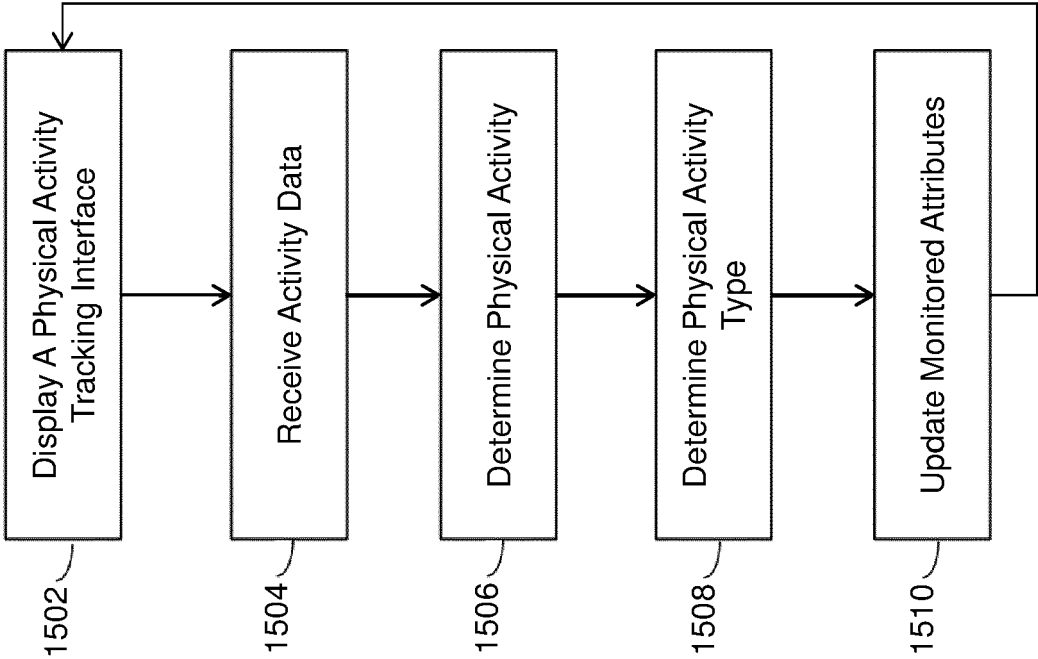 1502
Display A Physical Activity
Tracking Interface
1504
Receive Activity Data
1506
Determine Physical Activity
1508
Determine Physical Activity
Type
1510
Update Monitored Attributes